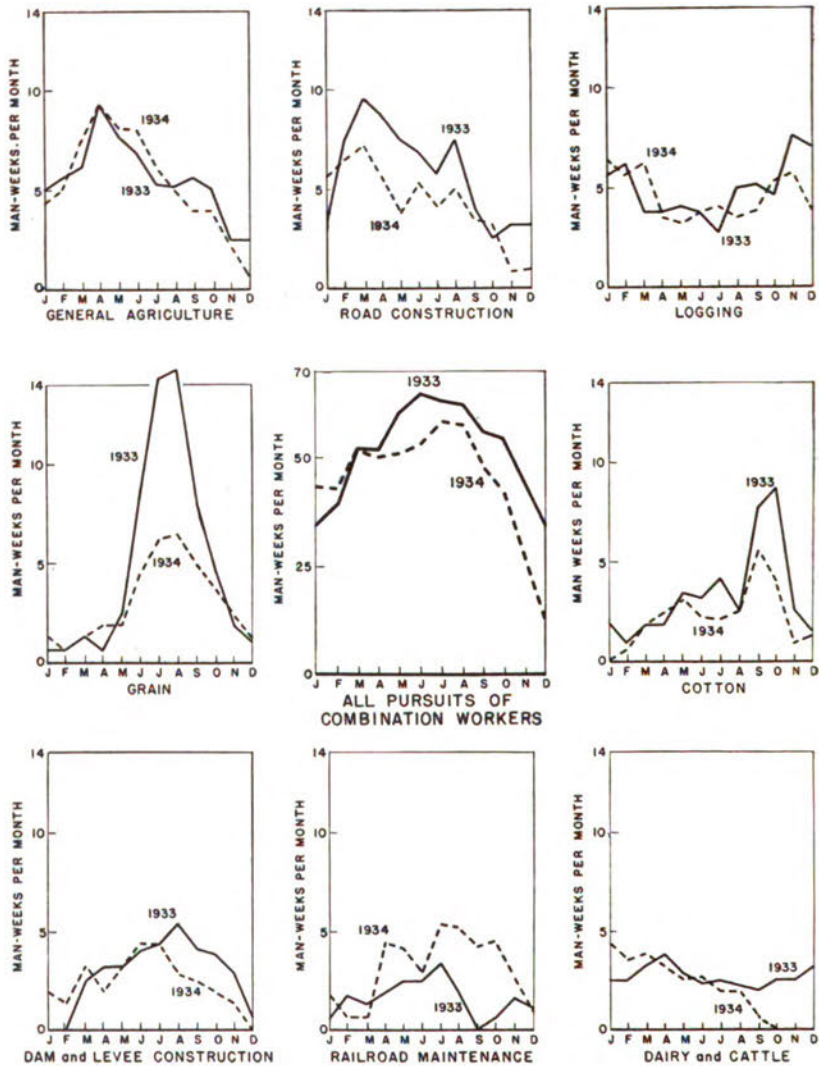 14
10
5
0
MAN-WEEKS PER MONTH
1934
1933
J F M A M J J A S O N D
GENERAL AGRICULTURE
14
10
5
0
MAN-WEEKS PER MONTH
1933
1934
J F M A M J J A S O N D
ROAD CONSTRUCTION
14
10
5
0
MAN-WEEKS PER MONTH
1934
1933
J F M A M J J A S O N D
LOGGING
14
10
5
0
MAN-WEEKS PER MONTH
1933
1934
J F M A M J J A S O N D
GRAIN
70
50
25
0
MAN-WEEKS PER MONTH
1933
1934
J F M A M J J A S O N D
ALL PURSUITS OF
COMBINATION WORKERS
14
10
5
0
MAN WEEKS PER MONTH
1933
1934
J F M A M J J A S O N D
COTTON
14
10
5
0
MAN-WEEKS PER MONTH
1933
1934
J F M A M J J A S O N D
DAM and LEVEE CONSTRUCTION
14
10
5
0
MAN-WEEKS PER MONTH
1934
1933
J F M A M J J A S O N D
RAILROAD MAINTENANCE
14
10
5
0
MAN-WEEKS PER MONTH
1933
1934
J F M A M J J A S O N D
DAIRY and CATTLE